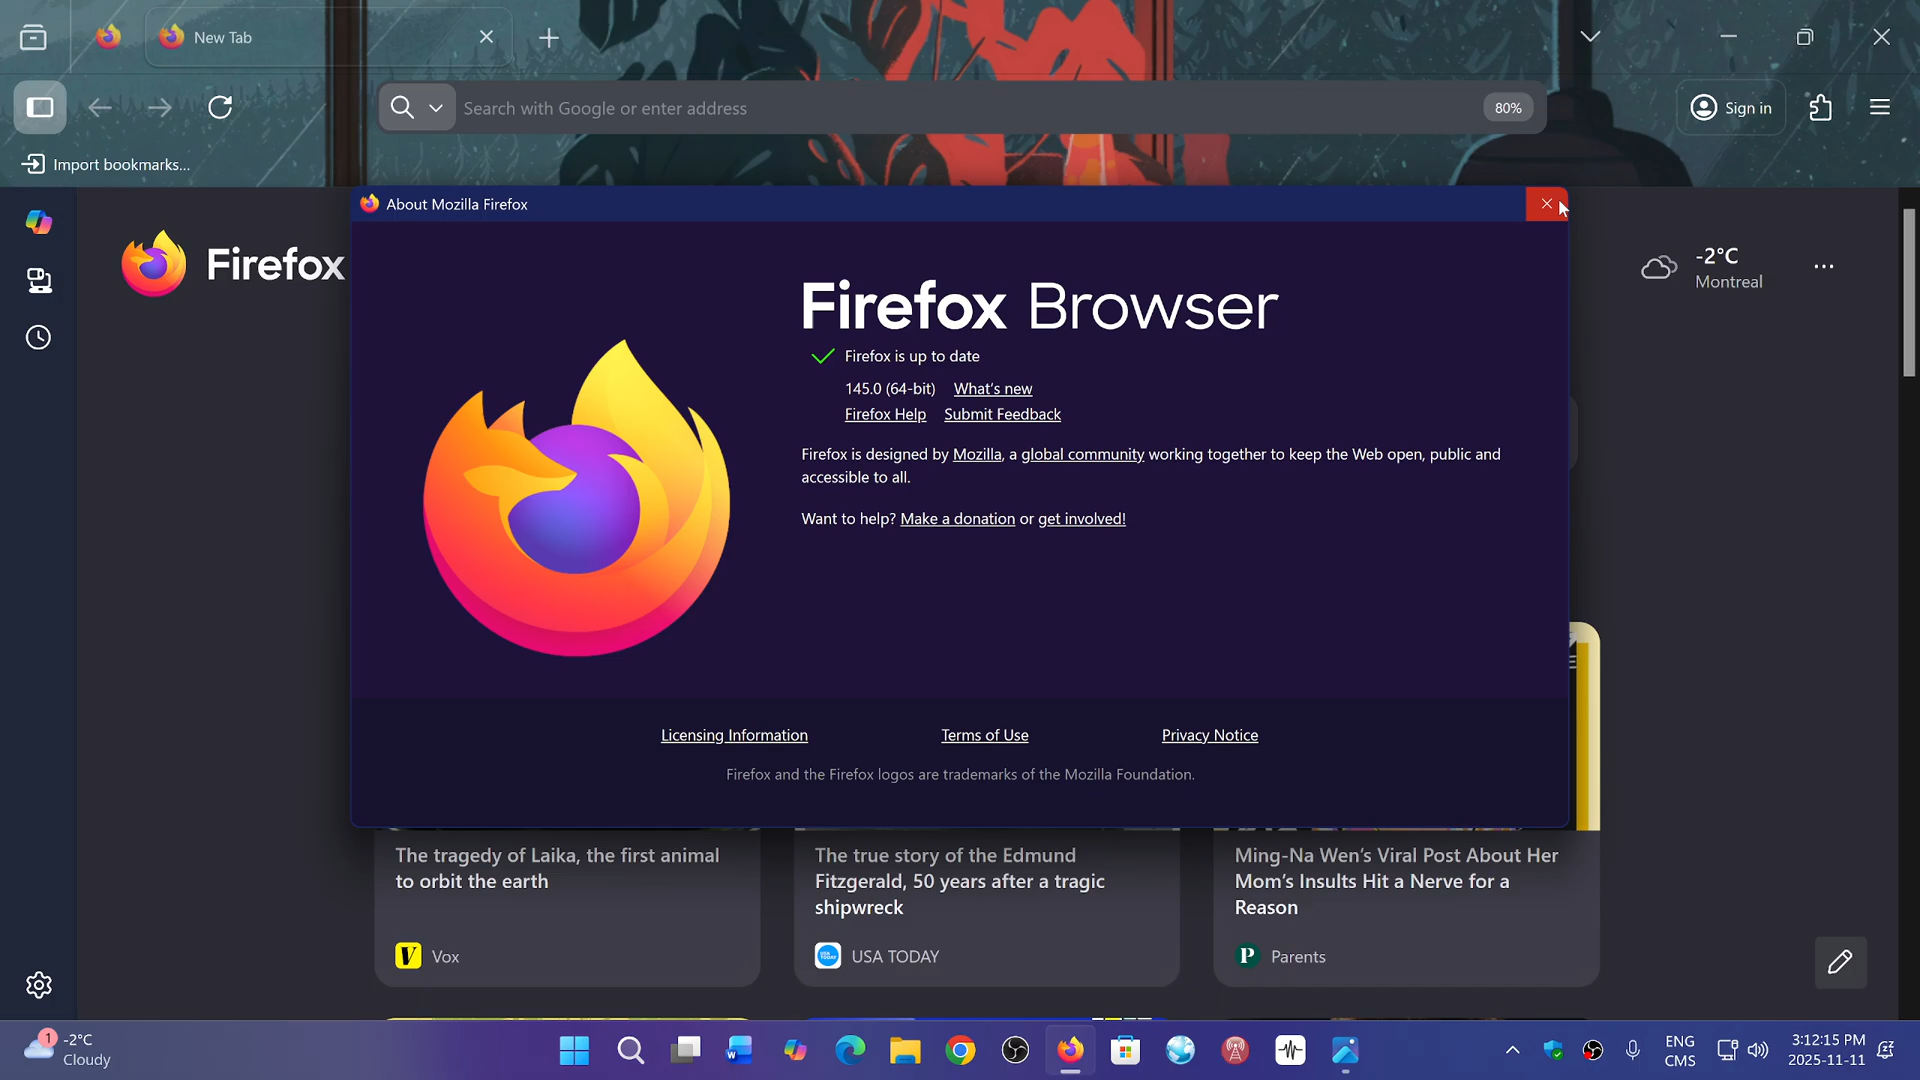 New Tab
Search with Google or enter address
80%
Sign in
Import bookmarks...
About Mozilla Firefox
Firefox
-2°C
Montreal
Firefox Browser
Firefox is up to date
145.0 (64-bit) What's new
Firefox Help Submit Feedback
Firefox is designed by Mozilla, a global community working together to keep the Web open, public and
accessible to all.
Want to help? Make a donation or get involved!
Licensing Information Terms of Use Privacy Notice
Firefox and the Firefox logos are trademarks of the Mozilla Foundation.
The tragedy of Laika, the first animal
to orbit the earth
V Vox
The true story of the Edmund
Fitzgerald, 50 years after a tragic
shipwreck
USA TODAY
USA TODAY
Ming-Na Wen's Viral Post About Her
Mom's Insults Hit a Nerve for a
Reason
P Parents
1
-2°C
Cloudy
W
ENG
CMS
3:12:15 PM
2025-11-11